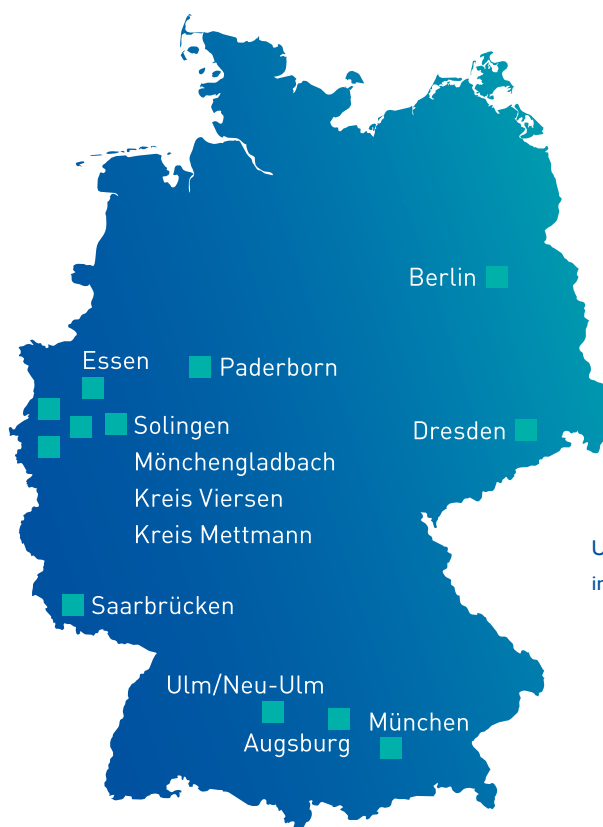 Berlin
Essen
Paderborn
Solingen
Dresden
Mönchengladbach
Kreis Viersen
Kreis Mettmann
Saarbrücken
Ulm/Neu-Ulm
München
Augsburg